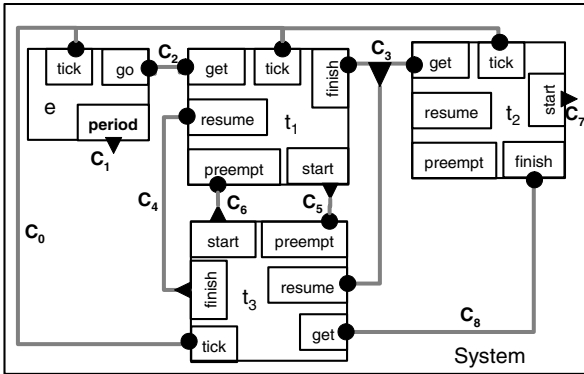 tick
go
e
period
C1
C2
get
tick
finish
resume
t1
preempt
start
C3
get
tick
start
resume
t2
C7
preempt
finish
C4
C6
C5
C0
start
preempt
finish
t3
resume
get
tick
C8
System